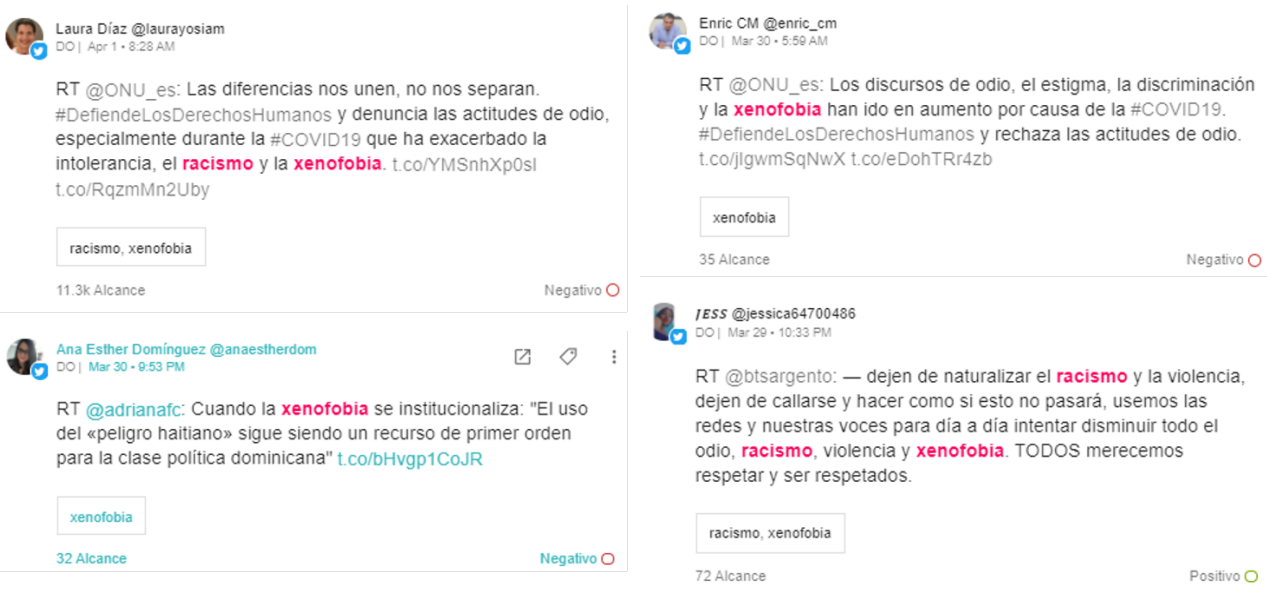 Laura Díaz @laurayosiam
DO | Apr 1 • 8:28 AM
RT @ONU_es: Las diferencias nos unen, no nos separan.
#DefiendeLosDerechosHumanos y denuncia las actitudes de odio,
especialmente durante la #COVID19 que ha exacerbado la
intolerancia, el racismo y la xenofobia. t.co/YMSnhXp0sI
t.co/RqzmMn2Uby
racismo, xenofobia
11.3k Alcance
Negativo
Ana Esther Domínguez @anaestherdom
DO | Mar 30 • 9:53 PM
RT @adrianafc: Cuando la xenofobia se institucionaliza: "El uso
del «peligro haitiano» sigue siendo un recurso de primer orden
para la clase política dominicana" t.co/bHvgp1CoJR
xenofobia
32 Alcance
Negativo
Enric CM @enric_cm
DO | Mar 30 • 5:59 AM
RT @ONU_es: Los discursos de odio, el estigma, la discriminación
y la xenofobia han ido en aumento por causa de la #COVID19.
#DefiendeLosDerechosHumanos y rechaza las actitudes de odio.
t.co/jIgwmSqNwX t.co/eDohTRr4zb
xenofobia
35 Alcance
Negativo
JESS @jessica64700486
DO | Mar 29 • 10:33 PM
RT @btsargento: — dejen de naturalizar el racismo y la violencia,
dejen de callarse y hacer como si esto no pasará, usemos las
redes y nuestras voces para día a día intentar disminuir todo el
odio, racismo, violencia y xenofobia. TODOS merecemos
respetar y ser respetados.
racismo, xenofobia
72 Alcance
Positivo